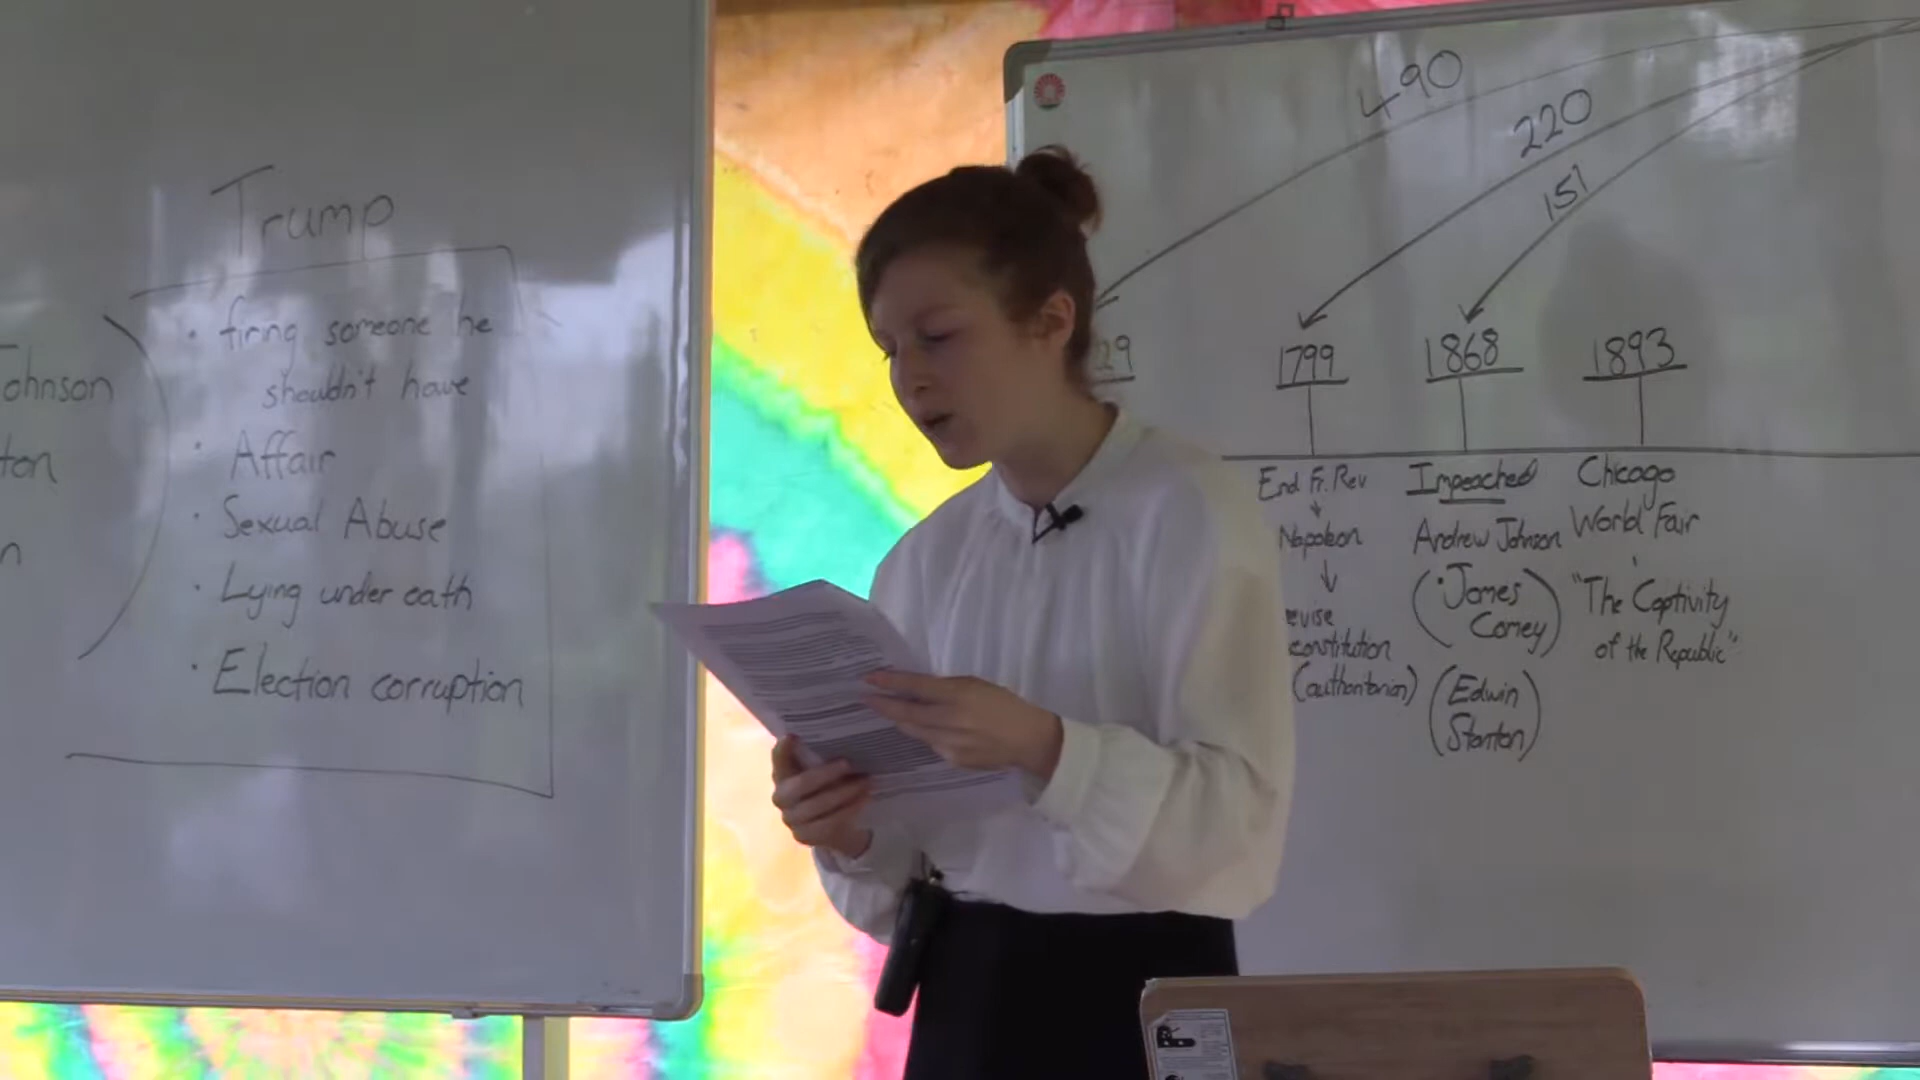 Trump
• firing someone he
shouldn't have
• Affair
• Sexual Abuse
• Lying under oath
• Election corruption
Johnson
490
220
151
29
1799
1868
1893
End Fr. Rev
Napoleon
constitution
(authoritarian)
Impeached
Andrew Johnson
(• James
Comey)
(Edwin
Stanton)
Chicago
World Fair
"The Captivity
of the Republic"